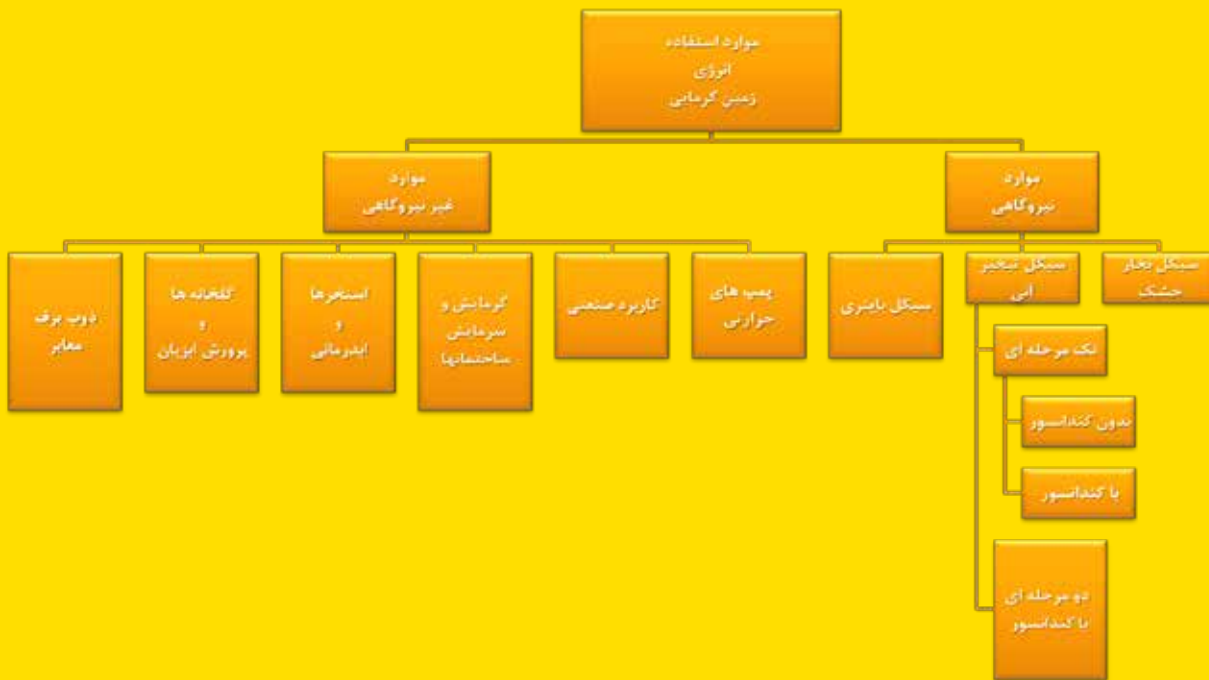 موارد استفاده
انرژی
زمین گرمایی
موارد
نیروگاهی
موارد
غیر نیروگاهی
سیکل بخار
خشک
سیکل تبخیر
آنی
سیکل باینری
پمپ های
حرارتی
کاربرد صنعتی
گرمایش و
سرمایش
ساختمانها
استخرها
و
آبدرمانی
گلخانه ها
و
پرورش آبزیان
ذوب برف
معابر
تک مرحله ای
بدون کندانسور
با کندانسور
دو مرحله ای
با کندانسور